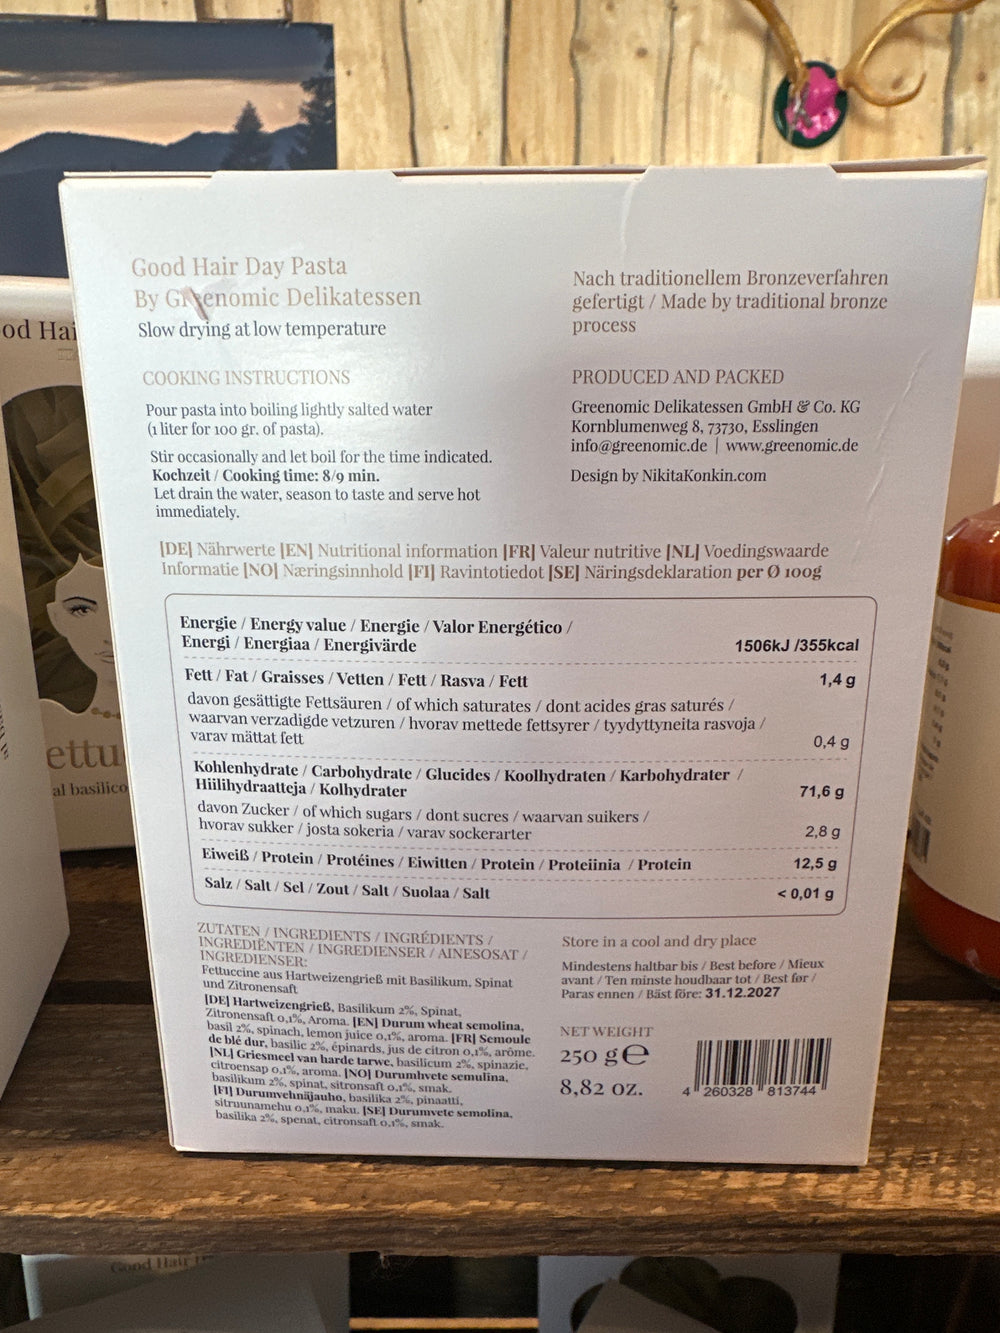 Good Hair Day Pasta
By Greenomic Delikatessen
Slow drying at low temperature
COOKING INSTRUCTIONS
Pour pasta into boiling lightly salted water
(1 liter for 100 gr. of pasta).
Stir occasionally and let boil for the time indicated.
Kochzeit / Cooking time: 8/9 min.
Let drain the water, season to taste and serve hot
immediately.
Nach traditionellem Bronzeverfahren
gefertigt / Made by traditional bronze
process
PRODUCED AND PACKED
Greenomic Delikatessen GmbH & Co. KG
Kornblumenweg 8, 73730, Esslingen
info@greenomic.de | www.greenomic.de
Design by NikitaKonkin.com
[DE] Nährwerte [EN] Nutritional information [FR] Valeur nutritive [NL] Voedingswaarde
Informatie [NO] Næringsinnhold [FI] Ravintotiedot [SE] Näringsdeklaration per Ø 100g
Energie / Energy value / Energie / Valor Energético /
Energi / Energiaa / Energivärde 1506kJ /355kcal
Fett / Fat / Graisses / Vetten / Fett / Rasva / Fett 1,4 g
davon gesättigte Fettsäuren / of which saturates / dont acides gras saturés /
waarvan verzadigde vetzuren / hvorav mettede fettsyrer / tyydyttyneita rasvoja /
varav mättat fett 0,4 g
Kohlenhydrate / Carbohydrate / Glucides / Koolhydraten / Karbohydrater /
Hiilihydraatteja / Kolhydrater 71,6 g
davon Zucker / of which sugars / dont sucres / waarvan suikers /
hvorav sukker / josta sokeria / varav sockerarter 2,8 g
Eiweiß / Protein / Protéines / Eiwitten / Protein / Proteiinia / Protein 12,5 g
Salz / Salt / Sel / Zout / Salt / Suolaa / Salt < 0,01 g
ZUTATEN / INGREDIENTS / INGRÉDIENTS /
INGREDIËNTEN / INGREDIENSER / AINESOSAT /
INGREDIENSER:
Fettuccine aus Hartweizengrieß mit Basilikum, Spinat
und Zitronensaft
[DE] Hartweizengrieß, Basilikum 2%, Spinat,
Zitronensaft 0,1%, Aroma. [EN] Durum wheat semolina,
basil 2%, spinach, lemon juice 0,1%, aroma. [FR] Semoule
de blé dur, basilic 2%, épinards, jus de citron 0,1%, arôme.
[NL] Griesmeel van harde tarwe, basilicum 2%, spinazie,
citroensap 0,1%, aroma. [NO] Durumhvete semulina,
basilikum 2%, spinat, sitronsaft 0,1%, smak.
[FI] Durumvehnäjauho, basilika 2%, pinaatti,
sitruunamehu 0,1%, maku. [SE] Durumvete semolina,
basilika 2%, spenat, citronsaft 0,1%, smak.
Store in a cool and dry place
Mindestens haltbar bis / Best before / Mieux
avant / Ten minste houdbaar tot / Best før /
Paras ennen / Bäst före: 31.12.2027
NET WEIGHT
250 g e
8,82 oz.
4 260328 813744
od Hai
ettu
al basilico
Good Hair